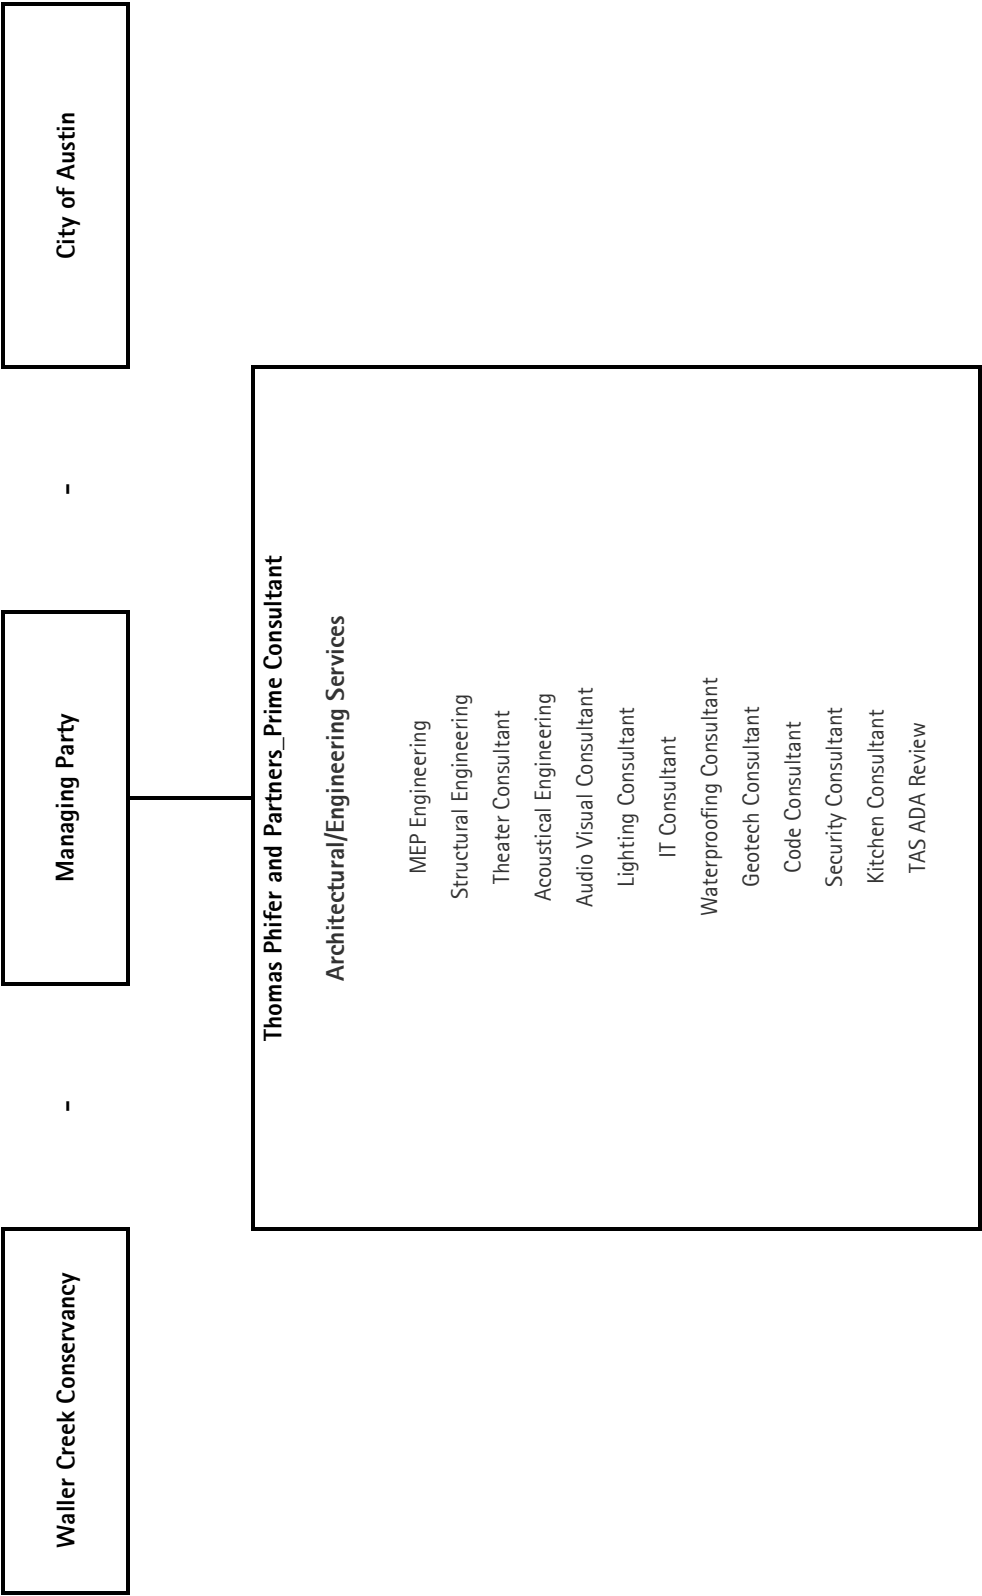 Waller Creek Conservancy
-
Managing Party
-
City of Austin
Thomas Phifer and Partners_Prime Consultant
Architectural/Engineering Services
MEP Engineering
Structural Engineering
Theater Consultant
Acoustical Engineering
Audio Visual Consultant
Lighting Consultant
IT Consultant
Waterproofing Consultant
Geotech Consultant
Code Consultant
Security Consultant
Kitchen Consultant
TAS ADA Review